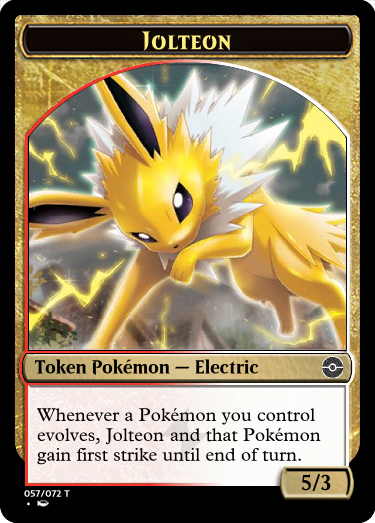 Jolteon
Token Pokémon — Electric
Whenever a Pokémon you control
evolves, Jolteon and that Pokémon
gain first strike until end of turn.
5/3
057/072 T